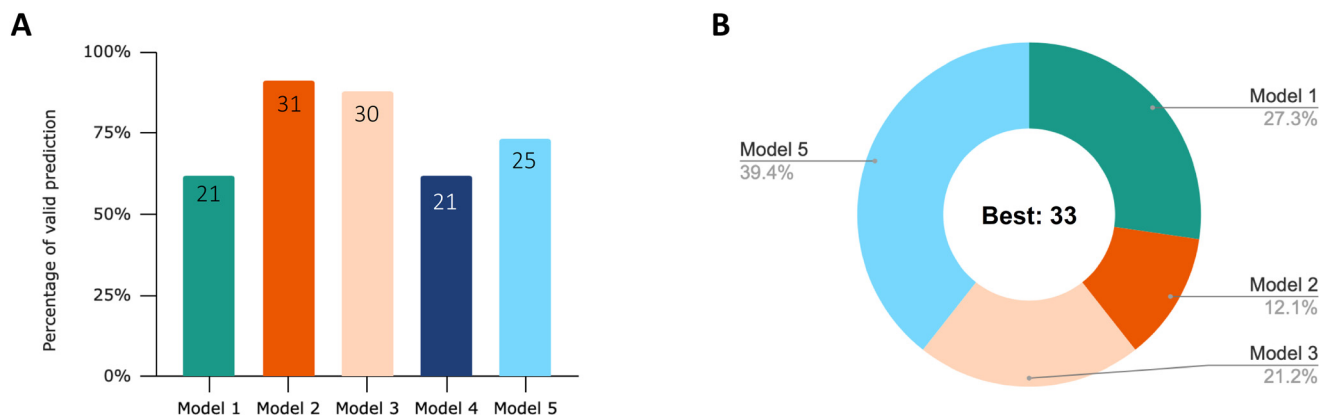 A
Percentage of valid prediction
100%
75%
50%
25%
0%
21
31
30
21
25
Model 1
Model 2
Model 3
Model 4
Model 5
B
Model 1
27.3%
Model 5
39.4%
Best: 33
Model 2
12.1%
Model 3
21.2%